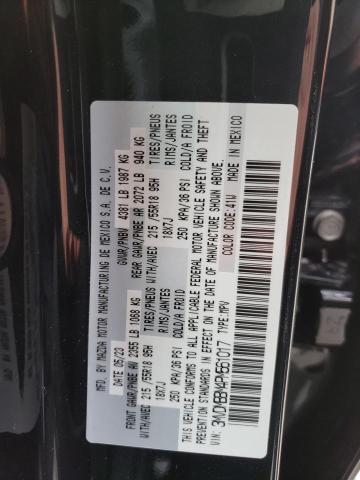 MFD. BY: MAZDA MOTOR MANUFACTURING DE MEXICO S.A. DE C.V.
DATE: 05/23 GVWR/PNBV 4381 LB 1987 KG
FRONT GAWR/PNBE AV 2355 LB 1068 KG REAR GAWR/PNBE AR 2072 LB 940 KG
WITH/AVEC 215/55R18 95H TIRES/PNEUS WITH/AVEC 215/55R18 95H TIRES/PNEUS
18X7J RIMS/JANTES 18X7J RIMS/JANTES
250 KPA/36 PSI COLD/A FROID 250 KPA/36 PSI COLD/A FROID
THIS VEHICLE CONFORMS TO ALL APPLICABLE FEDERAL MOTOR VEHICLE SAFETY AND THEFT
PREVENTION STANDARDS IN EFFECT ON THE DATE OF MANUFACTURE SHOWN ABOVE.
TYPE:MPV COLOR CODE:41W MADE IN MEXICO